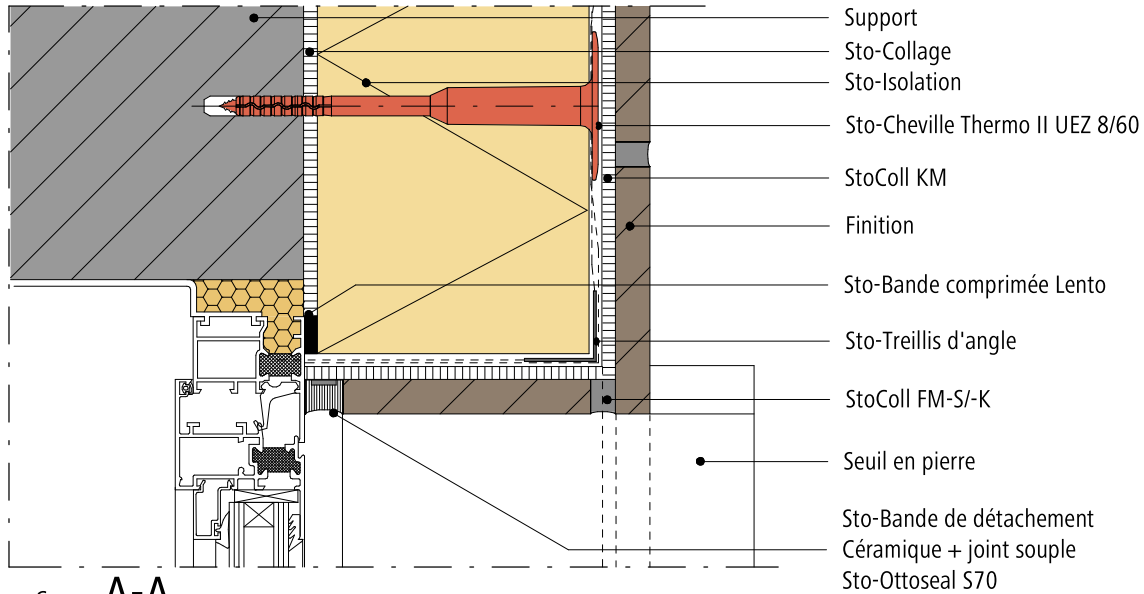 Support
Sto-Collage
Sto-Isolation
Sto-Cheville Thermo II UEZ 8/60
StoColl KM
Finition
Sto-Bande comprimée Lento
Sto-Treillis d'angle
StoColl FM-S/-K
Seuil en pierre
Sto-Bande de détachement
Céramique + joint souple
Sto-Ottoseal S70
A-A